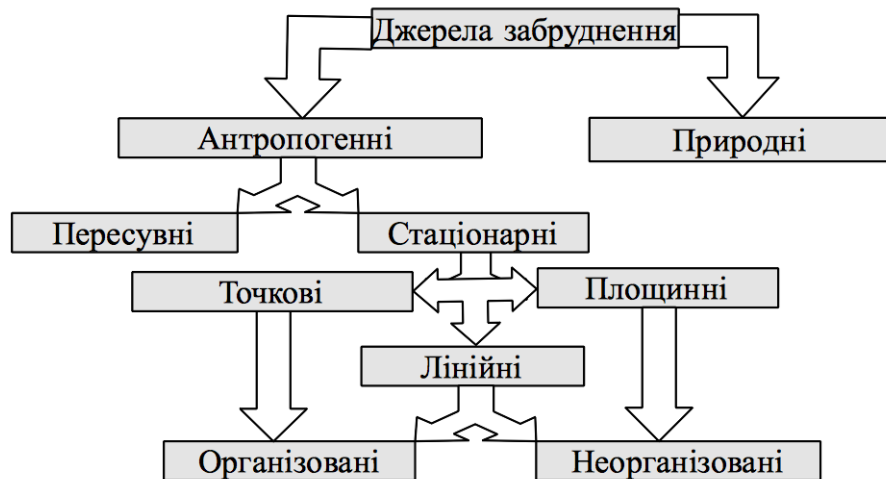 Джерела забруднення
Антропогенні
Природні
Пересувні
Стаціонарні
Точкові
Площинні
Лінійні
Організовані
Неорганізовані